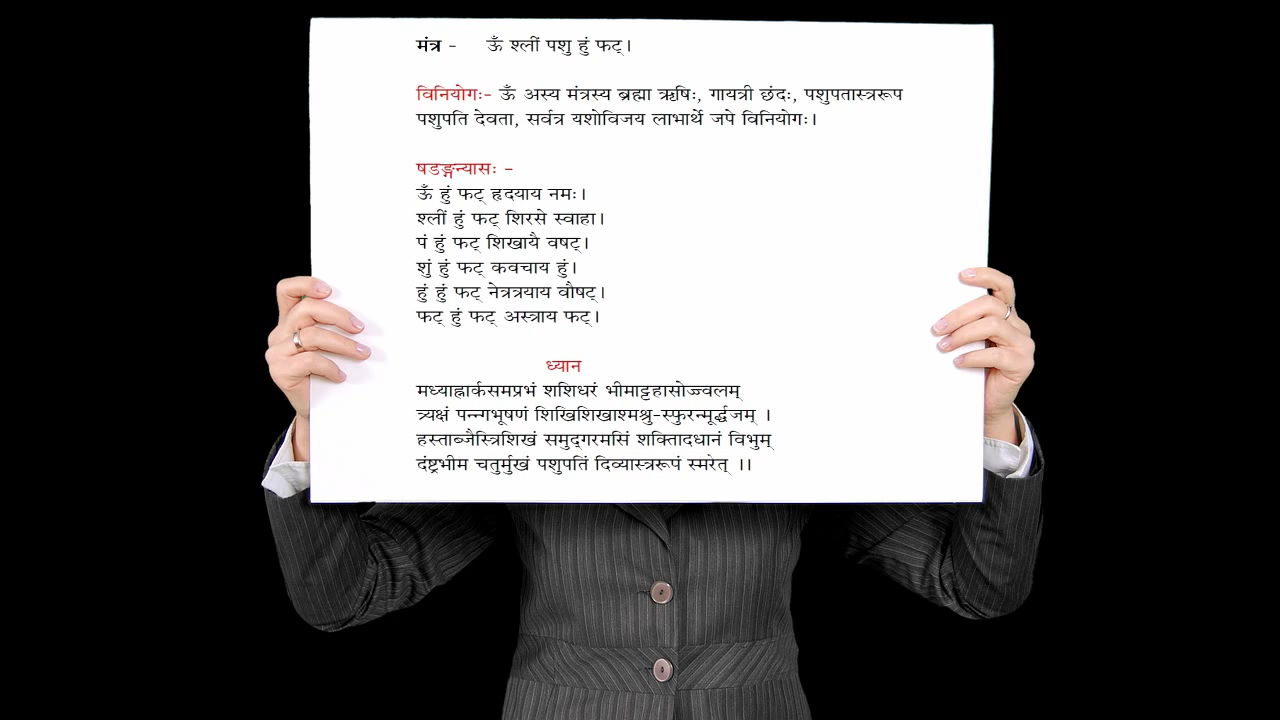 मंत्र - ऊँ श्लीं पशु हुं फट्।
विनियोगः- ऊँ अस्य मंत्रस्य ब्रह्मा ऋषिः, गायत्री छंदः, पशुपतास्त्ररूप
पशुपति देवता, सर्वत्र यशोविजय लाभार्थे जपे विनियोगः।
षडङ्गन्यासः -
ऊँ हुं फट् हृदयाय नमः।
श्लीं हुं फट् शिरसे स्वाहा।
पं हुं फट् शिखायै वषट्।
शुं हुं फट् कवचाय हुं।
हुं हुं फट् नेत्रत्रयाय वौषट्।
फट् हुं फट् अस्त्राय फट्।
ध्यान
मध्याह्नार्कसमप्रभं शशिधरं भीमाट्टहासोज्ज्वलम्
त्र्यक्षं पन्नगभूषणं शिखिशिखाश्मश्रु-स्फुरन्मूर्द्धजम् ।
हस्ताब्जैस्त्रिशिखं समुद्गरमसिं शक्तिादधानं विभुम्
दंष्ट्रभीम चतुर्मुखं पशुपतिं दिव्यास्त्ररूपं स्मरेत् ।।